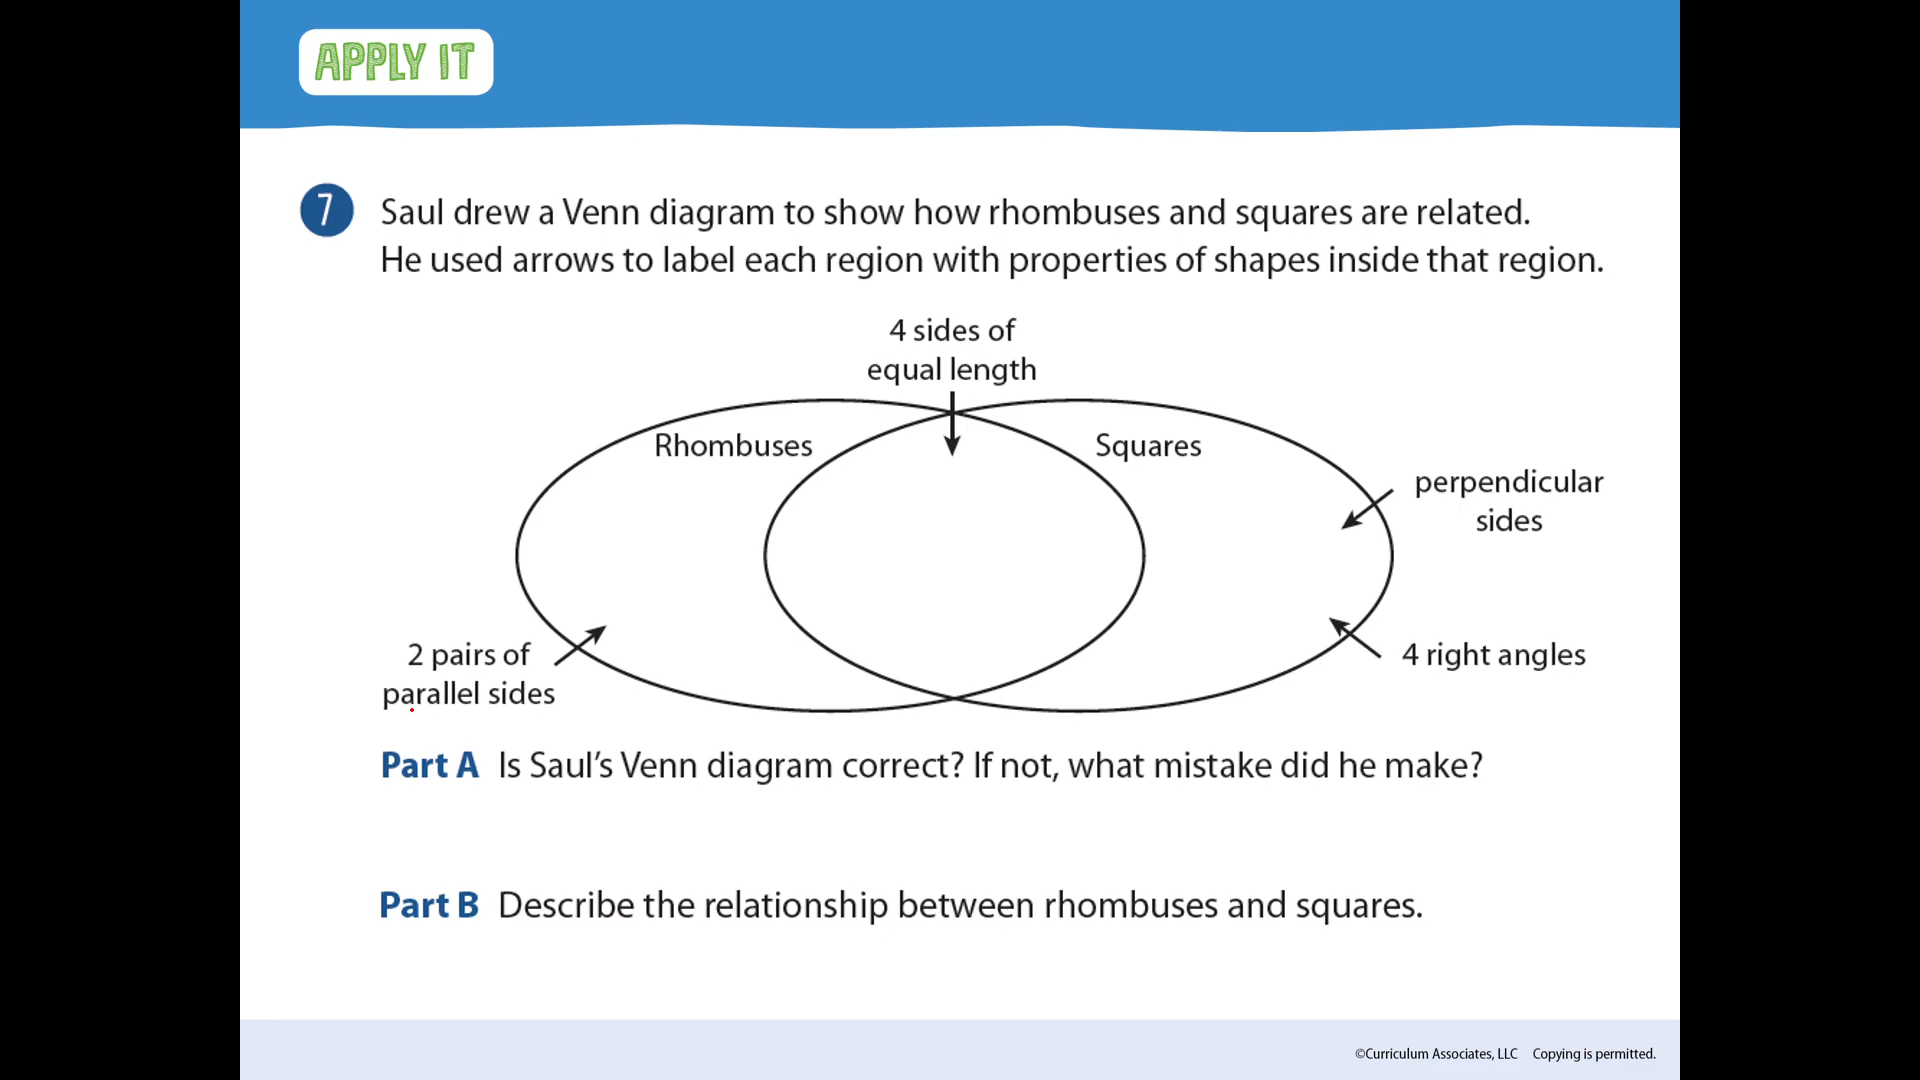 APPLY IT
7
Saul drew a Venn diagram to show how rhombuses and squares are related.
He used arrows to label each region with properties of shapes inside that region.
4 sides of
equal length
Rhombuses
Squares
perpendicular
sides
2 pairs of
parallel sides
4 right angles
Part A Is Saul’s Venn diagram correct? If not, what mistake did he make?
Part B Describe the relationship between rhombuses and squares.
©Curriculum Associates, LLC Copying is permitted.